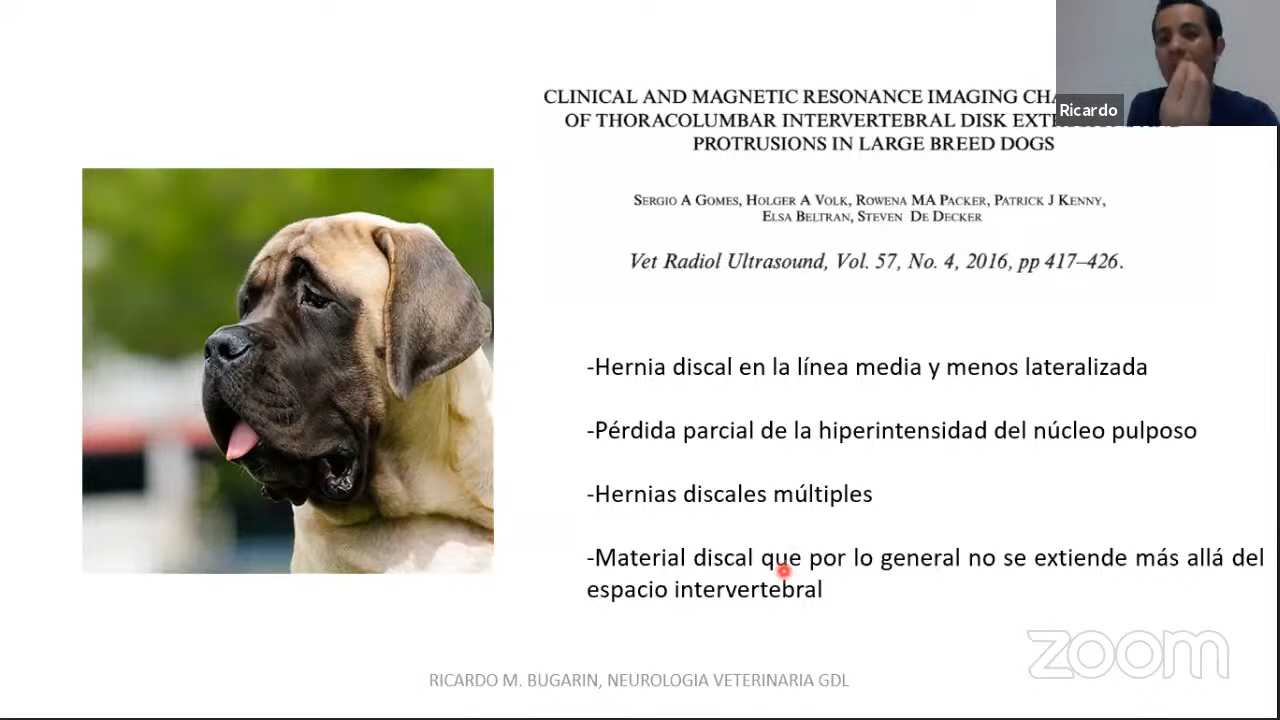 CLINICAL AND MAGNETIC RESONANCE IMAGING
OF THORACOLUMBAR INTERVERTEBRAL DISK
PROTRUSIONS IN LARGE BREED DOGS
Ricardo
SERGIO A GOMES, HOLGER A VOLK, ROWENA MA PACKER, PATRICK J KENNY,
ELSA BELTRAN, STEVEN DE DECKER
Vet Radiol Ultrasound, Vol. 57, No. 4, 2016, pp 417–426.
-Hernia discal en la línea media y menos lateralizada
-Pérdida parcial de la hiperintensidad del núcleo pulposo
-Hernias discales múltiples
-Material discal que por lo general no se extiende más allá del
espacio intervertebral
zoom
RICARDO M. BUGARIN, NEUROLOGIA VETERINARIA GDL